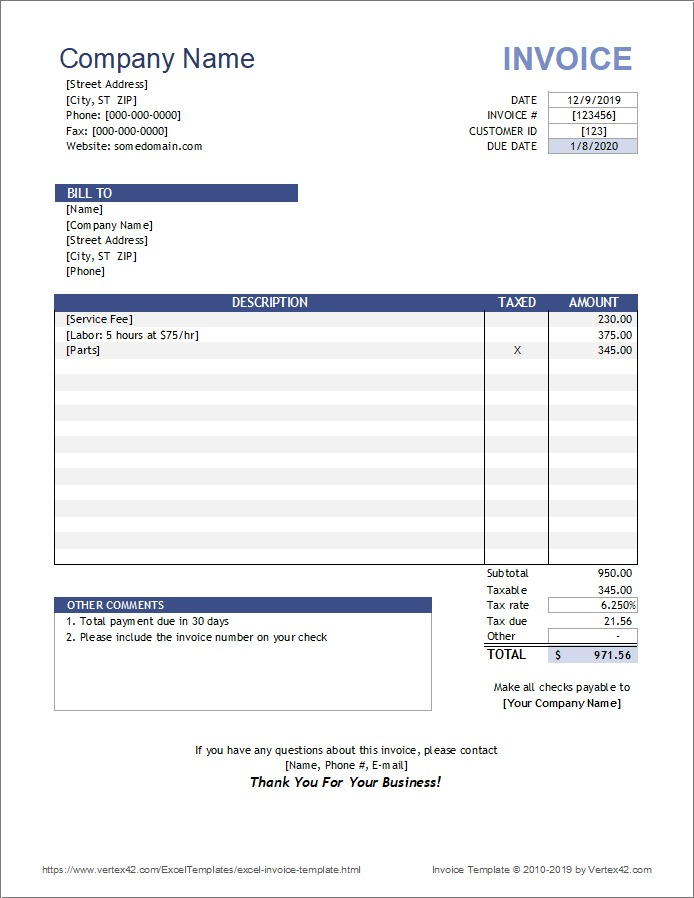 Company Name
INVOICE
[Street Address]
[City, ST  ZIP]
DATE 12/9/2019
Phone: [000-000-0000]
INVOICE # [123456]
Fax: [000-000-0000]
CUSTOMER ID [123]
Website: somedomain.com
DUE DATE 1/8/2020
BILL TO
[Name]
[Company Name]
[Street Address]
[City, ST  ZIP]
[Phone]
DESCRIPTION TAXED AMOUNT
[Service Fee] 230.00
[Labor: 5 hours at $75/hr] 375.00
[Parts] X 345.00
Subtotal 950.00
Taxable 345.00
Tax rate 6.250%
Tax due 21.56
Other -
TOTAL $ 971.56
OTHER COMMENTS
1. Total payment due in 30 days
2. Please include the invoice number on your check
Make all checks payable to
[Your Company Name]
If you have any questions about this invoice, please contact
[Name, Phone #, E-mail]
Thank You For Your Business!
https://www.vertex42.com/ExcelTemplates/excel-invoice-template.html
Invoice Template © 2010-2019 by Vertex42.com